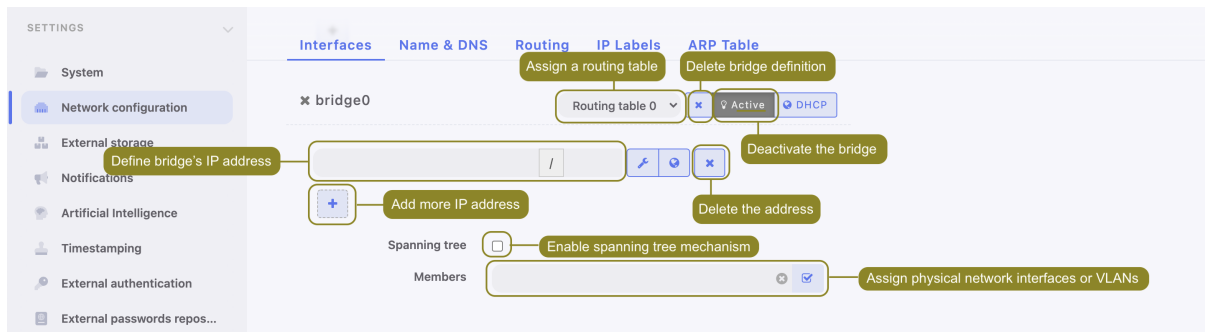 SETTINGS
Interfaces Name & DNS Routing IP Labels ARP Table
Assign a routing table Delete bridge definition
System
bridge0 Routing table 0 Active DHCP
Network configuration
External storage
Deactivate the bridge
Define bridge's IP address /
Notifications
Add more IP address Delete the address
Artificial Intelligence
Spanning tree Enable spanning tree mechanism
Timestamping
Members Assign physical network interfaces or VLANs
External authentication
External passwords repos...